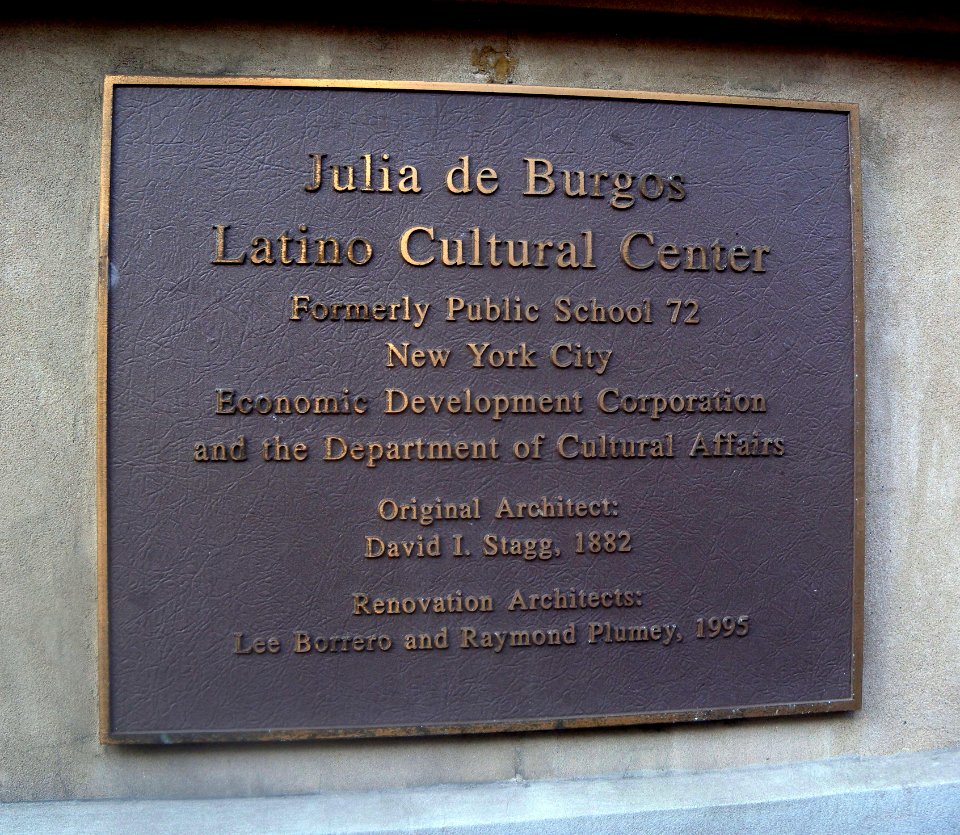 Julia de Burgos
Latino Cultural Center
Formerly Public School 72
New York City
Economic Development Corporation
and the Department of Cultural Affairs
Original Architect:
David I. Stagg, 1882
Renovation Architects:
Lee Borrero and Raymond Plumey, 1995